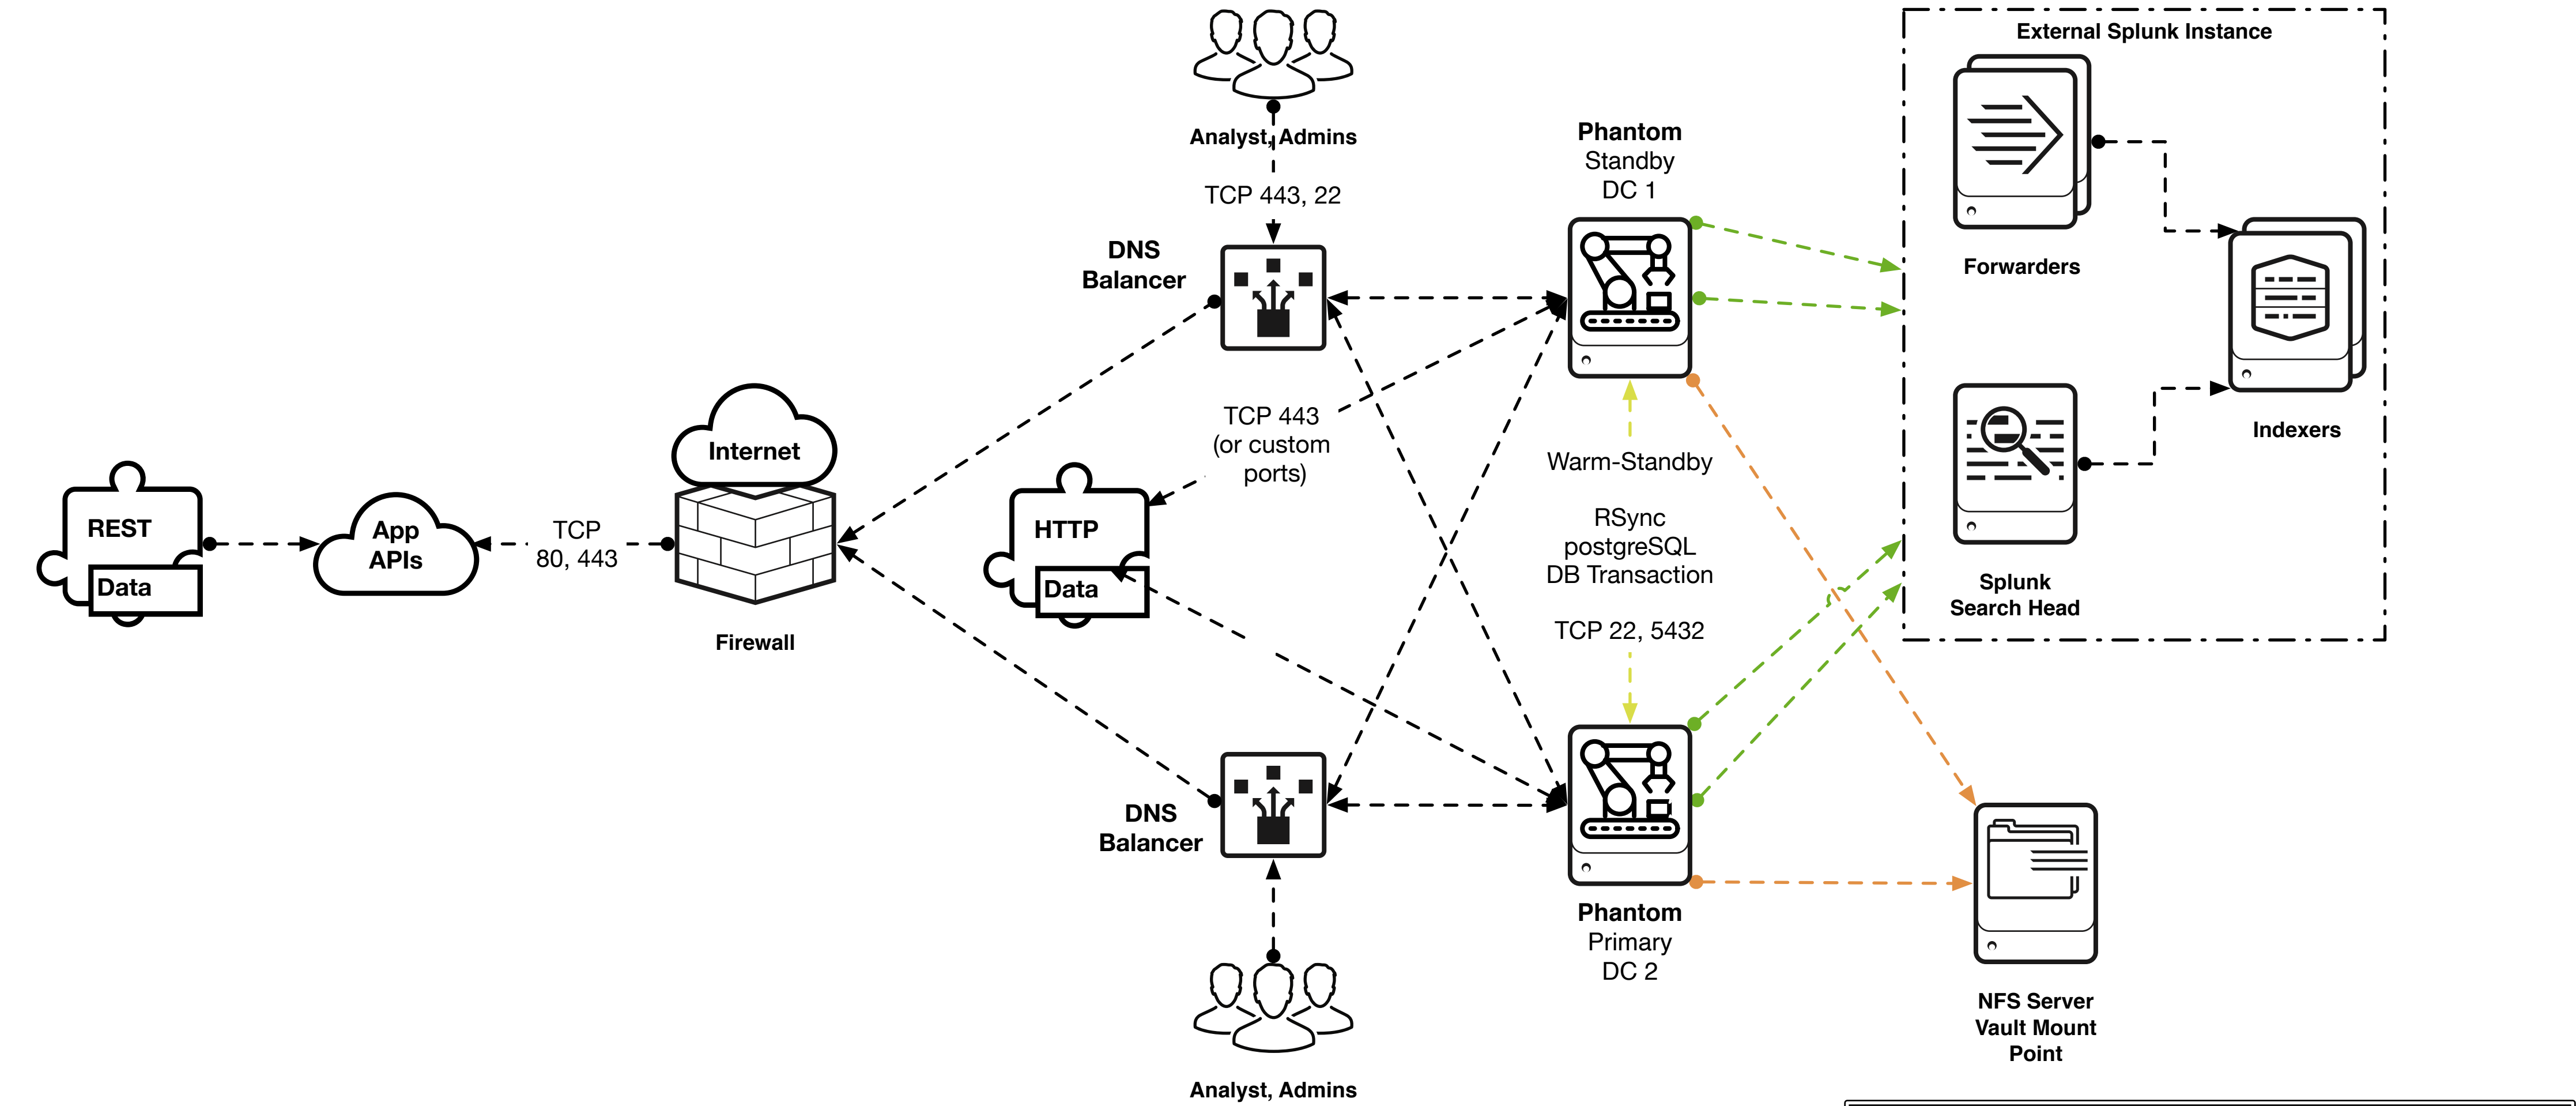 External Splunk Instance
Analyst, Admins
TCP 443, 22
DNS
Balancer
Phantom
Standby
DC 1
Forwarders
Indexers
Splunk
Search Head
Internet
Firewall
REST
Data
App
APIs
TCP
80, 443
HTTP
Data
TCP 443
(or custom
ports)
Warm-Standby
RSync
postgreSQL
DB Transaction
TCP 22, 5432
DNS
Balancer
Phantom
Primary
DC 2
Analyst, Admins
NFS Server
Vault Mount
Point